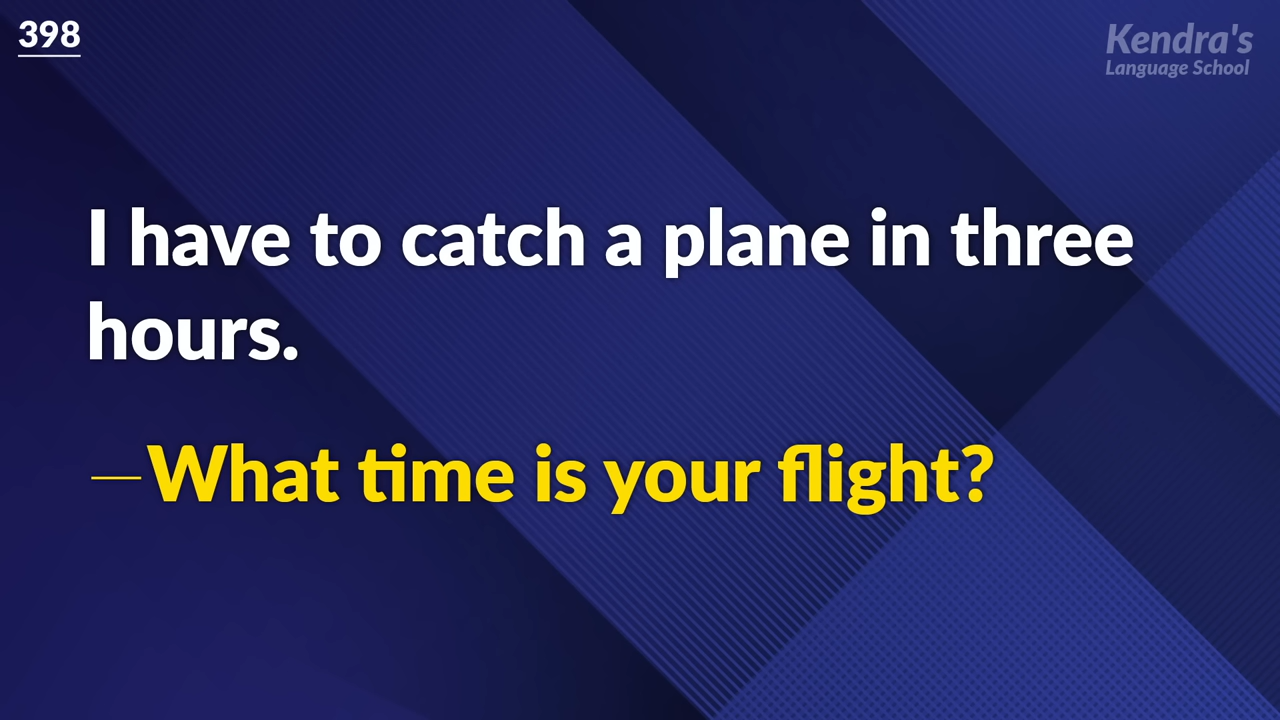 398
Kendra's
Language School
I have to catch a plane in three
hours.
—What time is your flight?